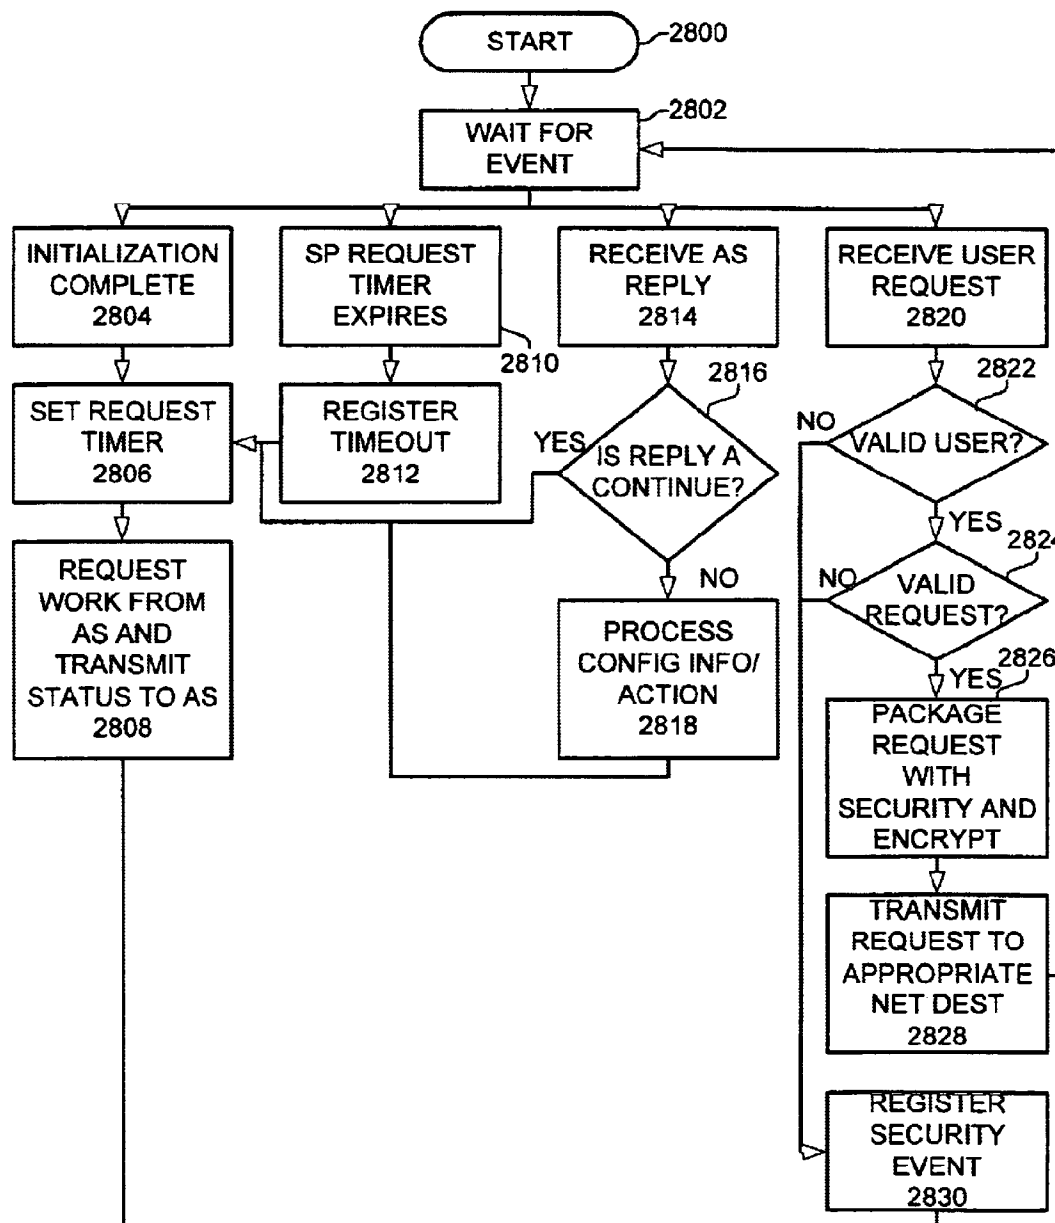 START
2800
WAIT FOR
EVENT
2802
INITIALIZATION
COMPLETE
2804
SP REQUEST
TIMER
EXPIRES
2810
RECEIVE AS
REPLY
2814
RECEIVE USER
REQUEST
2820
SET REQUEST
TIMER
2806
REGISTER
TIMEOUT
2812
2816
YES
IS REPLY A
CONTINUE?
NO
2822
NO
VALID USER?
YES
2824
NO
VALID
REQUEST?
YES
2826
REQUEST
WORK FROM
AS AND
TRANSMIT
STATUS TO AS
2808
PROCESS
CONFIG INFO/
ACTION
2818
PACKAGE
REQUEST
WITH
SECURITY AND
ENCRYPT
TRANSMIT
REQUEST TO
APPROPRIATE
NET DEST
2828
REGISTER
SECURITY
EVENT
2830